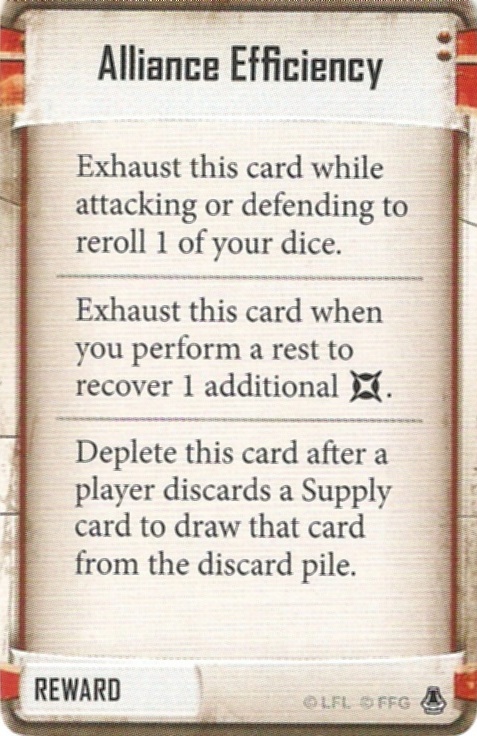 Alliance Efficiency
Exhaust this card while
attacking or defending to
reroll 1 of your dice.
Exhaust this card when
you perform a rest to
recover 1 additional .
Deplete this card after a
player discards a Supply
card to draw that card
from the discard pile.
REWARD
©LFL ©FFG